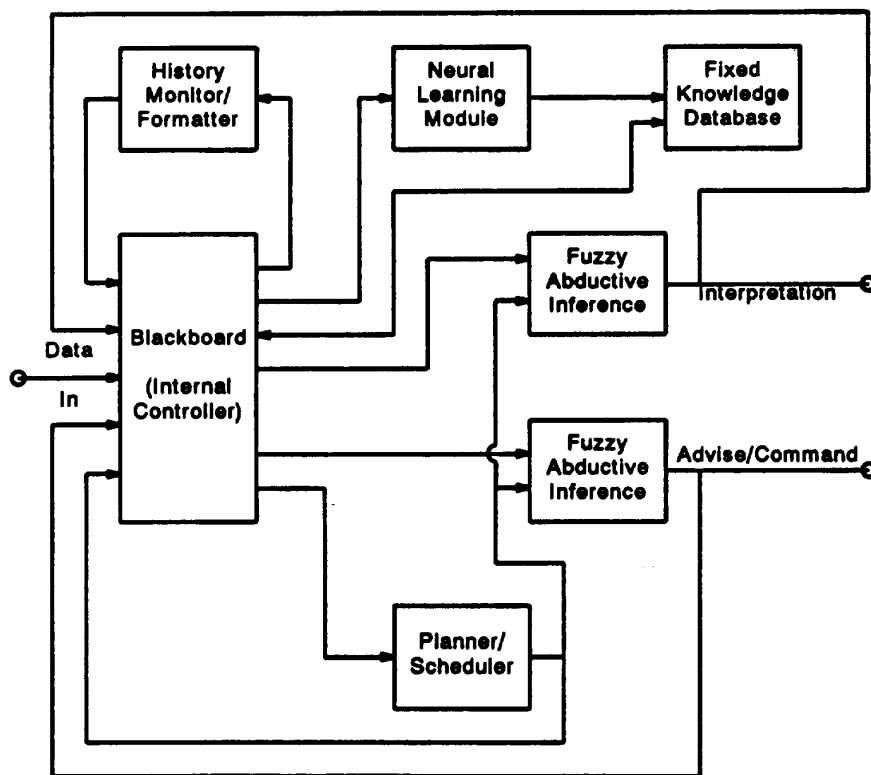 History
Monitor/
Formatter
Neural
Learning
Module
Fixed
Knowledge
Database
Fuzzy
Abductive
Inference
Interpretation
Data
In
Blackboard
(Internal
Controller)
Fuzzy
Abductive
Inference
Advise/Command
Planner/
Scheduler